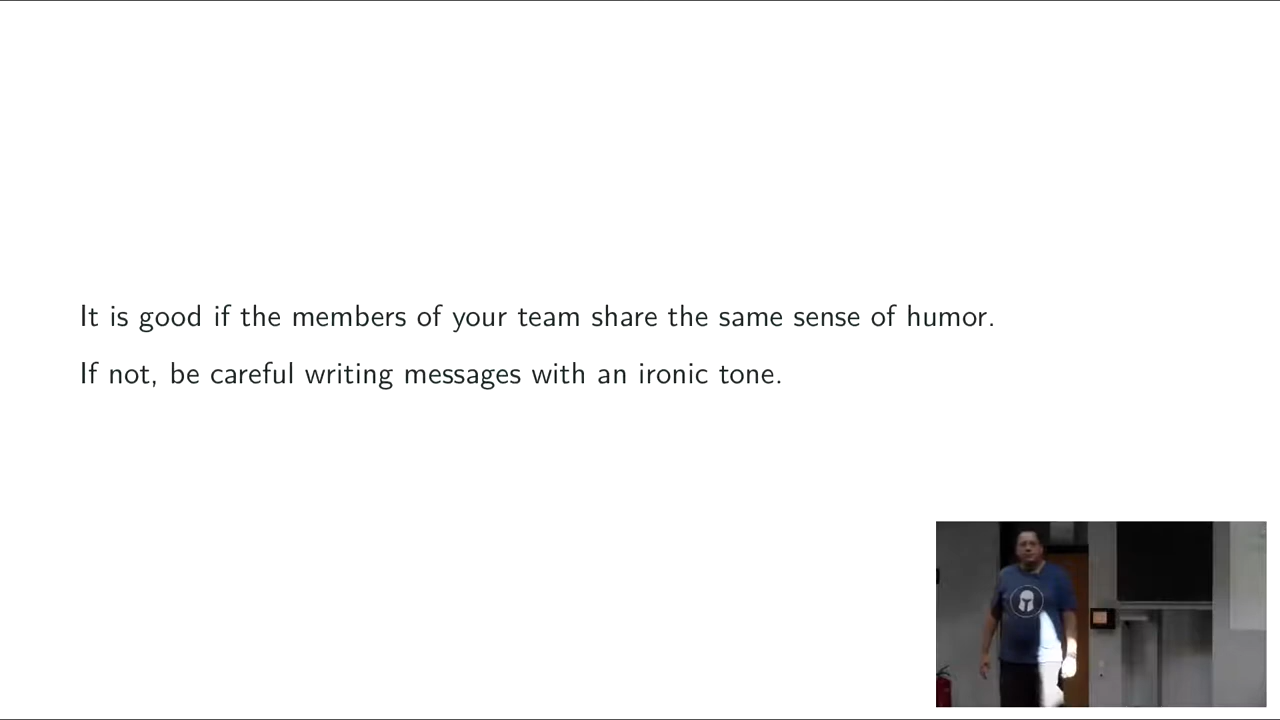 It is good if the members of your team share the same sense of humor.
If not, be careful writing messages with an ironic tone.